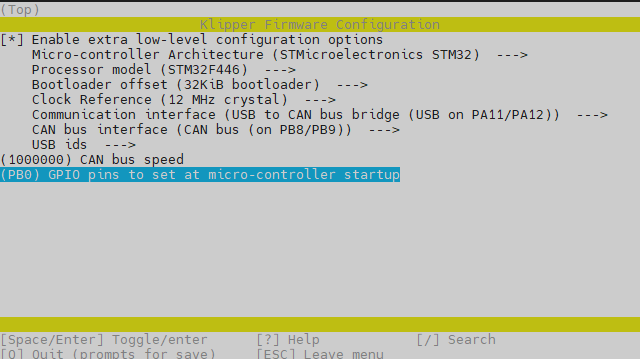 (Top)
Klipper Firmware Configuration
[*] Enable extra low-level configuration options
Micro-controller Architecture (STMicroelectronics STM32)  --->
Processor model (STM32F446)  --->
Bootloader offset (32KiB bootloader)  --->
Clock Reference (12 MHz crystal)  --->
Communication interface (USB to CAN bus bridge (USB on PA11/PA12))  --->
CAN bus interface (CAN bus (on PB8/PB9))  --->
USB ids  --->
(1000000) CAN bus speed
(PB0) GPIO pins to set at micro-controller startup
[Space/Enter] Toggle/enter [?] Help [/] Search
[Q] Quit (prompts for save) [ESC] Leave menu